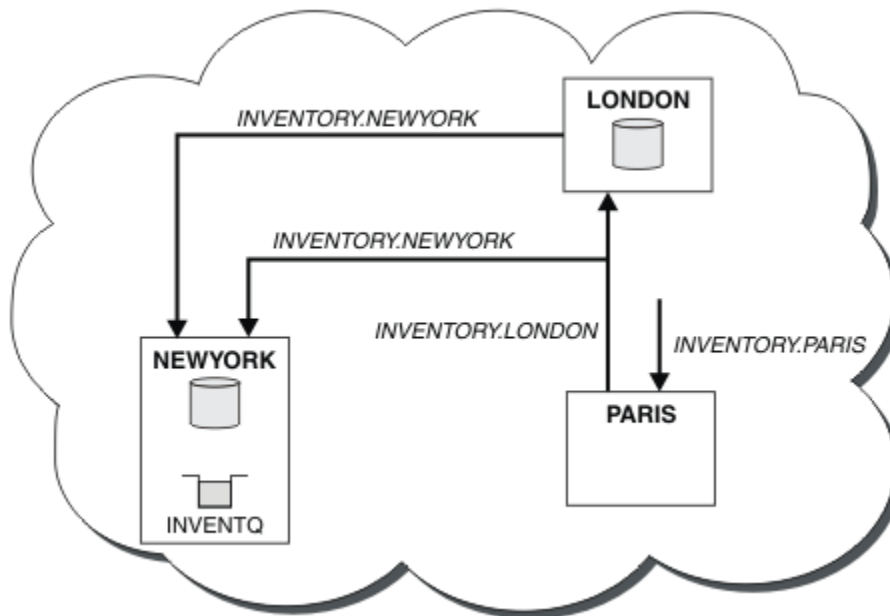 LONDON
INVENTORY.NEWYORK
INVENTORY.NEWYORK
INVENTORY.LONDON
INVENTORY.PARIS
NEWYORK
PARIS
INVENTQ